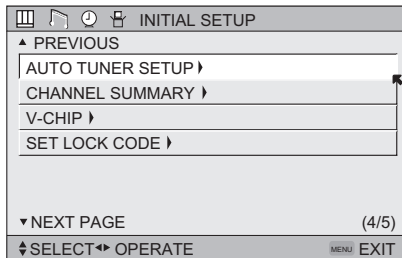 INITIAL SETUP
▲ PREVIOUS
AUTO TUNER SETUP
CHANNEL SUMMARY
V-CHIP
SET LOCK CODE
▼NEXT PAGE (4/5)
SELECT OPERATE MENU EXIT